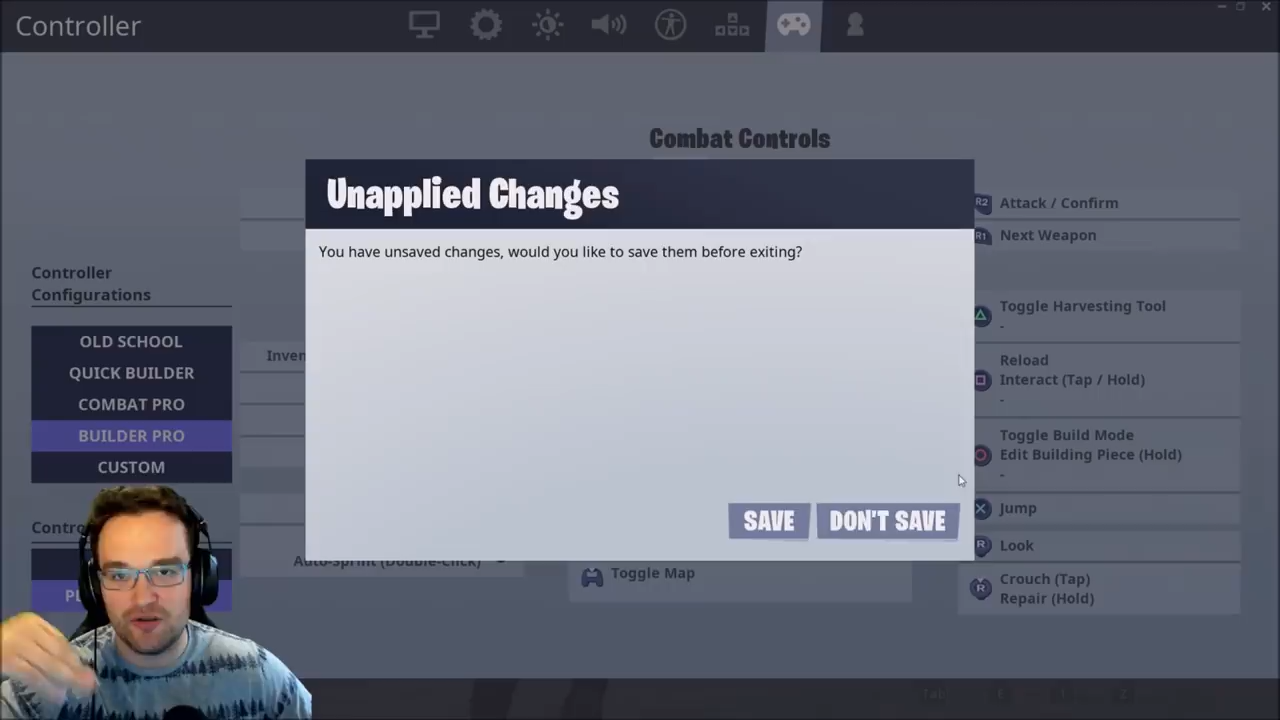 Controller
Combat Controls
Unapplied Changes
You have unsaved changes, would you like to save them before exiting?
SAVE
DON'T SAVE
Controller
Configurations
OLD SCHOOL
QUICK BUILDER
COMBAT PRO
BUILDER PRO
CUSTOM
Auto-Sprint (Double-Click)
Toggle Map
R2 Attack / Confirm
R1 Next Weapon
Toggle Harvesting Tool
-
Reload
Interact (Tap / Hold)
-
Toggle Build Mode
Edit Building Piece (Hold)
-
Jump
R Look
R Crouch (Tap)
Repair (Hold)